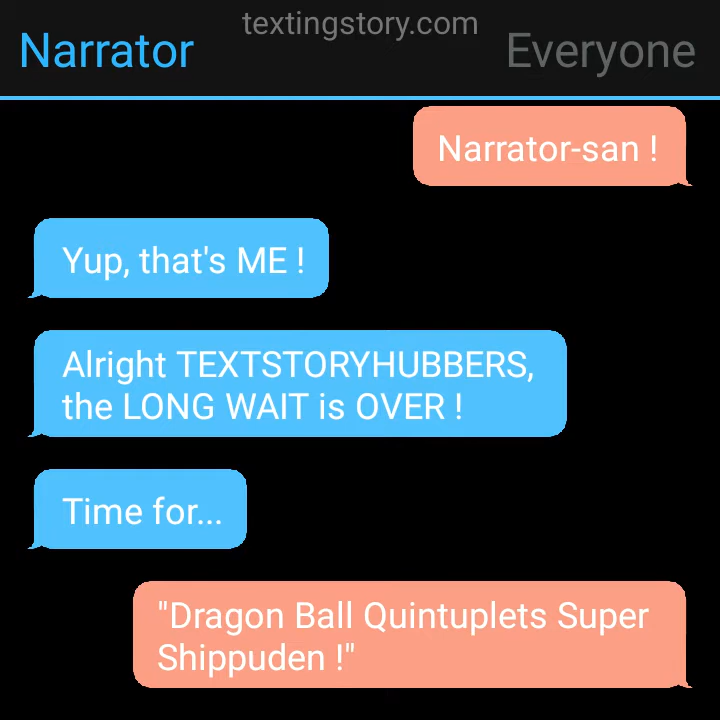 textingstory.com
Narrator
Everyone
Narrator-san !
Yup, that's ME !
Alright TEXTSTORYHUBBERS,
the LONG WAIT is OVER !
Time for...
"Dragon Ball Quintuplets Super
Shippuden !"